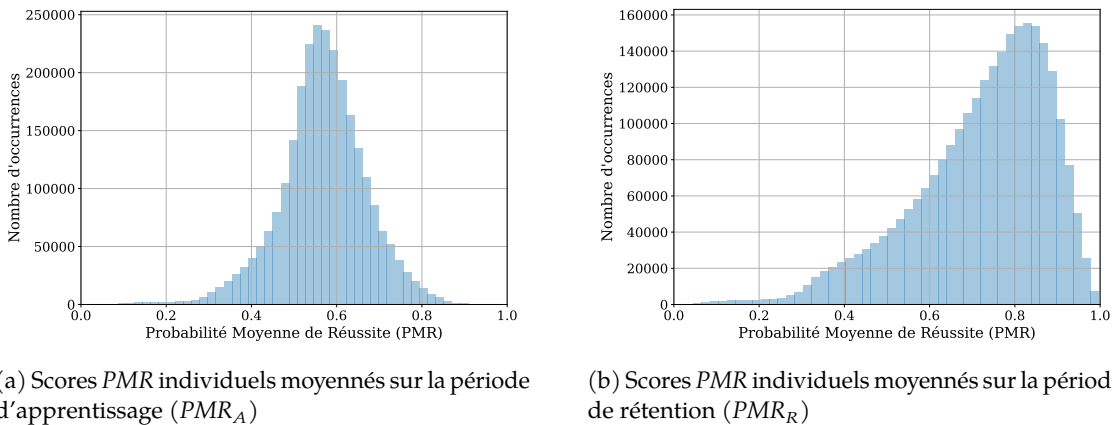 250000
200000
150000
100000
50000
0
Nombre d'occurrences
0.0 0.2 0.4 0.6 0.8 1.0
Probabilité Moyenne de Réussite (PMR)
160000
140000
120000
100000
80000
60000
40000
20000
0
Nombre d'occurrences
0.0 0.2 0.4 0.6 0.8 1.0
Probabilité Moyenne de Réussite (PMR)
(a) Scores PMR individuels moyennés sur la période
d'apprentissage (PMR_A)
(b) Scores PMR individuels moyennés sur la périod
de rétention (PMR_R)